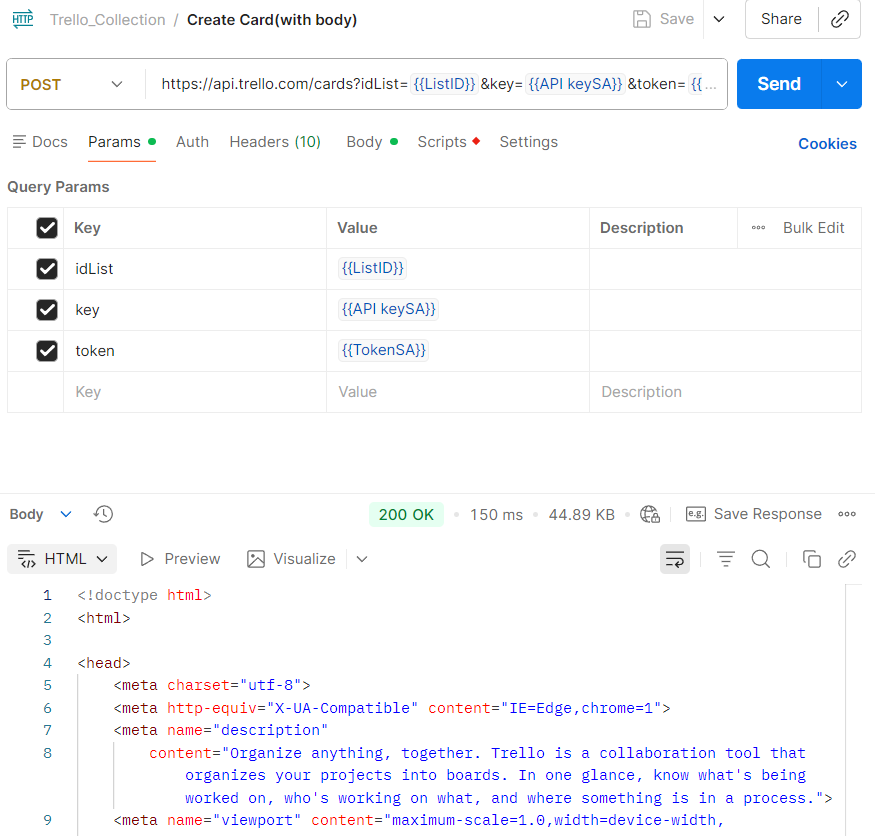 HTTP Trello_Collection / Create Card(with body) Save Share
POST https://api.trello.com/cards?idList= {{ListID}} &key= {{API keySA}} &token= {{ ... Send
Docs Params Auth Headers (10) Body Scripts Settings Cookies
Query Params
Key Value Description Bulk Edit
idList {{ListID}}
key {{API keySA}}
token {{TokenSA}}
Key Value Description
Body 200 OK 150 ms 44.89 KB e.g. Save Response
HTML Preview Visualize
1 <!doctype html>
2 <html>
3
4 <head>
5 <meta charset="utf-8">
6 <meta http-equiv="X-UA-Compatible" content="IE=Edge,chrome=1">
7 <meta name="description"
8 content="Organize anything, together. Trello is a collaboration tool that
organizes your projects into boards. In one glance, know what's being
worked on, who's working on what, and where something is in a process.">
9 <meta name="viewport" content="maximum-scale=1.0,width=device-width,